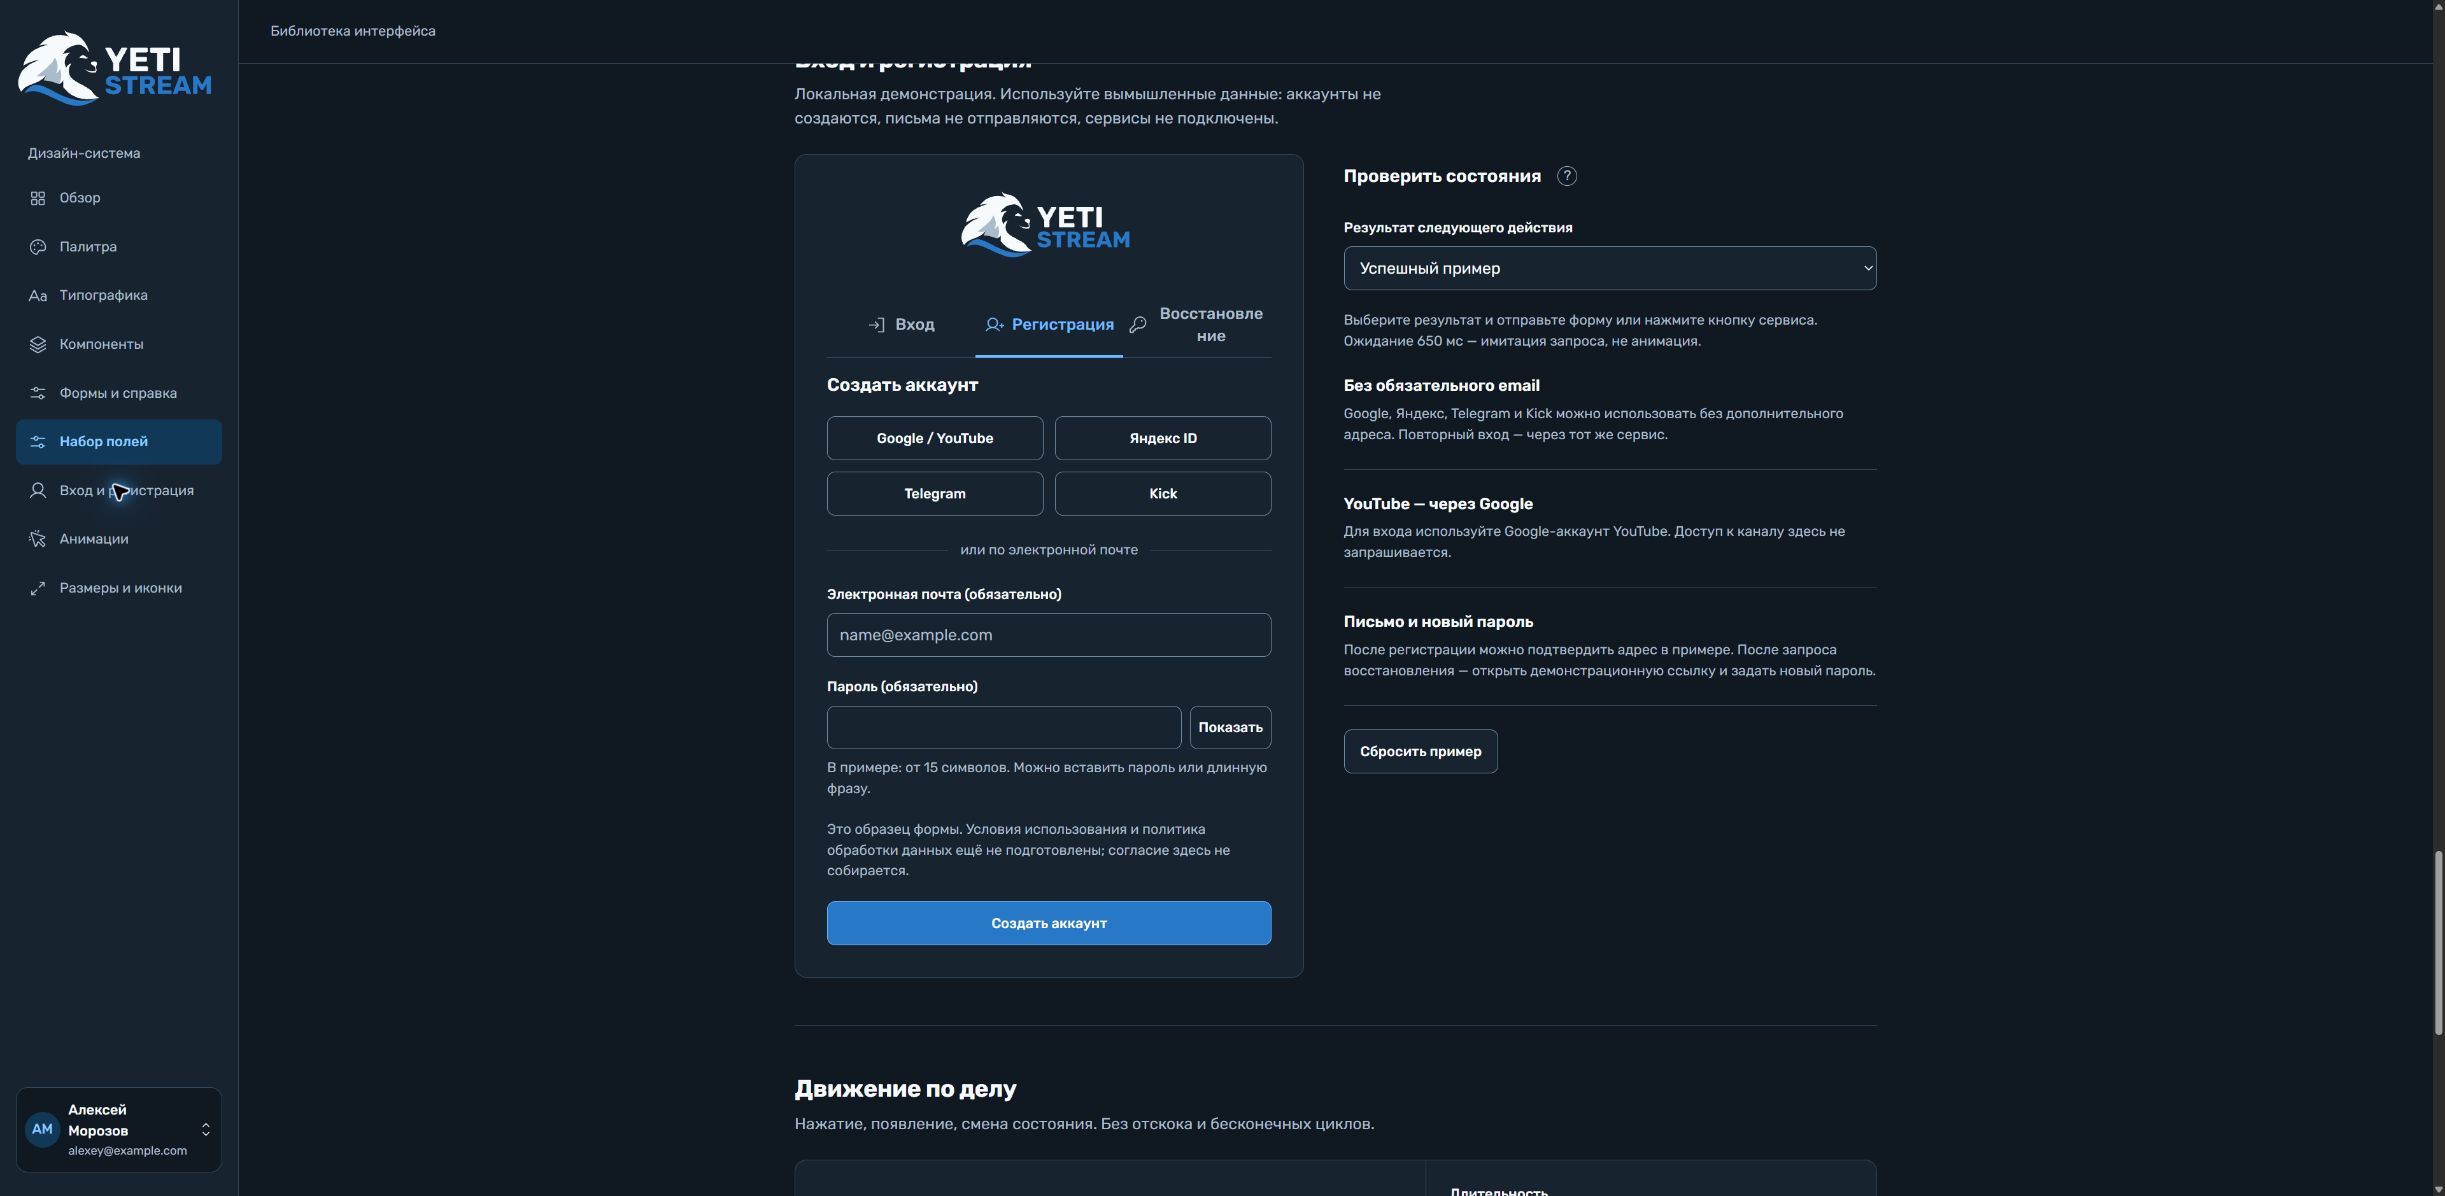 YETI
STREAM
Дизайн-система
Обзор
Палитра
Аа Типографика
Компоненты
Формы и справка
Набор полей
Вход и регистрация
Анимации
Размеры и иконки
АМ
Алексей
Морозов
alexey@example.com
Библиотека интерфейса
Вход и регистрация
Локальная демонстрация. Используйте вымышленные данные: аккаунты не
создаются, письма не отправляются, сервисы не подключены.
YETI
STREAM
Вход
Регистрация
Восстановле
ние
Создать аккаунт
Google / YouTube
Яндекс ID
Telegram
Kick
или по электронной почте
Электронная почта (обязательно)
name@example.com
Пароль (обязательно)
Показать
В примере: от 15 символов. Можно вставить пароль или длинную
фразу.
Это образец формы. Условия использования и политика
обработки данных ещё не подготовлены; согласие здесь не
собирается.
Создать аккаунт
Проверить состояния ?
Результат следующего действия
Успешный пример
Выберите результат и отправьте форму или нажмите кнопку сервиса.
Ожидание 650 мс — имитация запроса, не анимация.
Без обязательного email
Google, Яндекс, Telegram и Kick можно использовать без дополнительного
адреса. Повторный вход — через тот же сервис.
YouTube — через Google
Для входа используйте Google-аккаунт YouTube. Доступ к каналу здесь не
запрашивается.
Письмо и новый пароль
После регистрации можно подтвердить адрес в примере. После запроса
восстановления — открыть демонстрационную ссылку и задать новый пароль.
Сбросить пример
Движение по делу
Нажатие, появление, смена состояния. Без отскока и бесконечных циклов.
Длительность